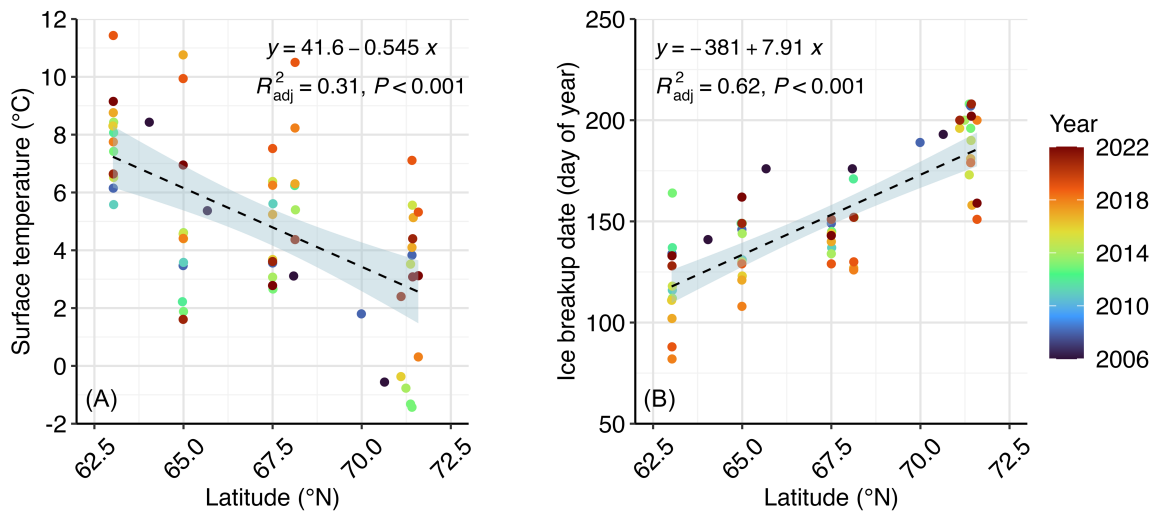 y = 41.6 − 0.545 x
R²adj = 0.31, P < 0.001
12
10
8
6
4
2
0
-2
Surface temperature (°C)
(A)
62.5
65.0
67.5
70.0
72.5
Latitude (°N)
y = −381 + 7.91 x
R²adj = 0.62, P < 0.001
250
200
150
100
50
Ice breakup date (day of year)
(B)
62.5
65.0
67.5
70.0
72.5
Latitude (°N)
Year
2022
2018
2014
2010
2006